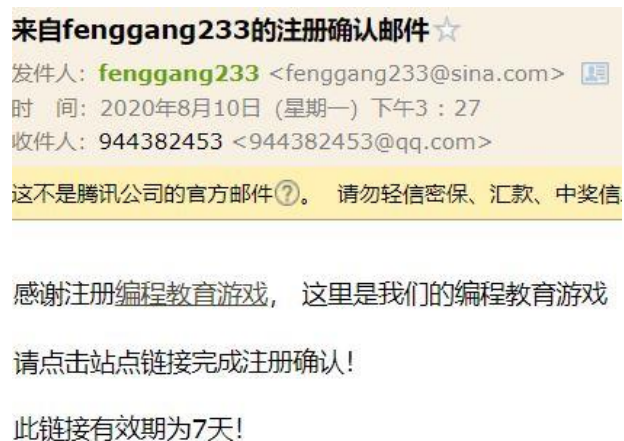 来自fenggang233的注册确认邮件☆
发件人：fenggang233 <fenggang233@sina.com>
时　间：2020年8月10日（星期一）下午3：27
收件人：944382453 <944382453@qq.com>
这不是腾讯公司的官方邮件?。 请勿轻信密保、汇款、中奖信
感谢注册编程教育游戏， 这里是我们的编程教育游戏
请点击站点链接完成注册确认！
此链接有效期为7天！